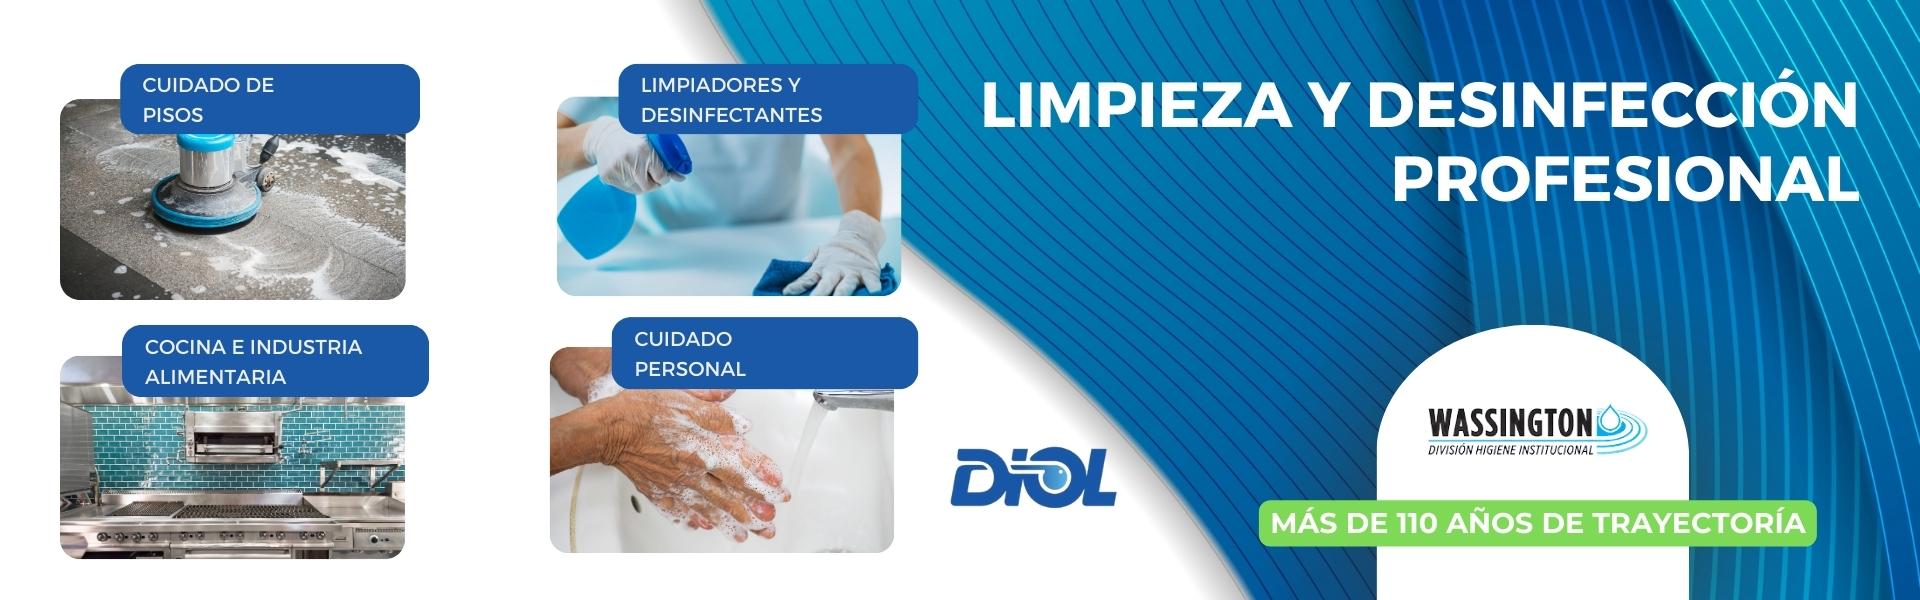 CUIDADO DE
PISOS
LIMPIADORES Y
DESINFECTANTES
COCINA E INDUSTRIA
ALIMENTARIA
CUIDADO
PERSONAL
DiOL
LIMPIEZA Y DESINFECCIÓN
PROFESIONAL
WASSINGTON
DIVISIÓN HIGIENE INSTITUCIONAL
MÁS DE 110 AÑOS DE TRAYECTORÍA